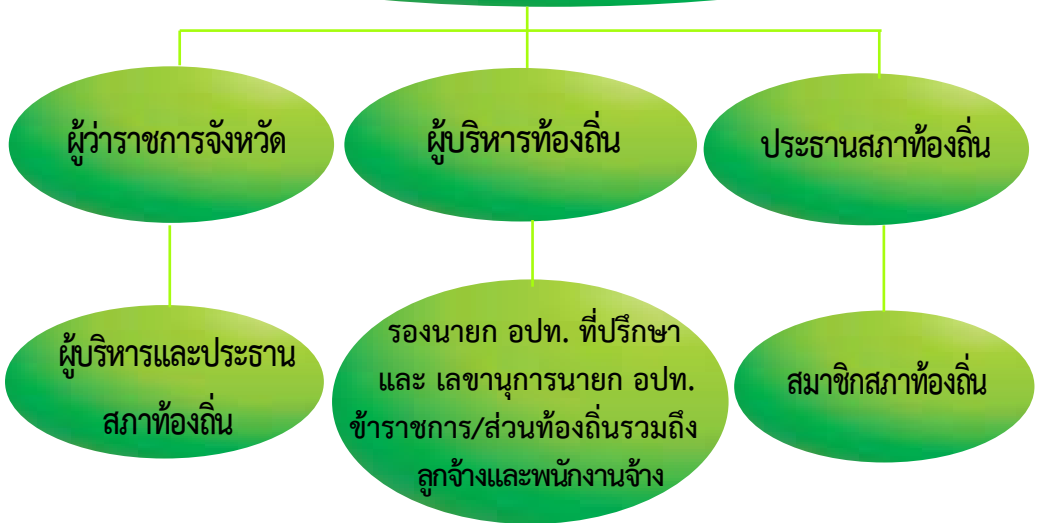 ผู้ว่าราชการจังหวัด
ผู้บริหารท้องถิ่น
ประธานสภาท้องถิ่น
ผู้บริหารและประธาน
สภาท้องถิ่น
รองนายก อปท. ที่ปรึกษา
และ เลขานุการนายก อปท.
ข้าราชการ/ส่วนท้องถิ่นรวมถึง
ลูกจ้างและพนักงานจ้าง
สมาชิกสภาท้องถิ่น